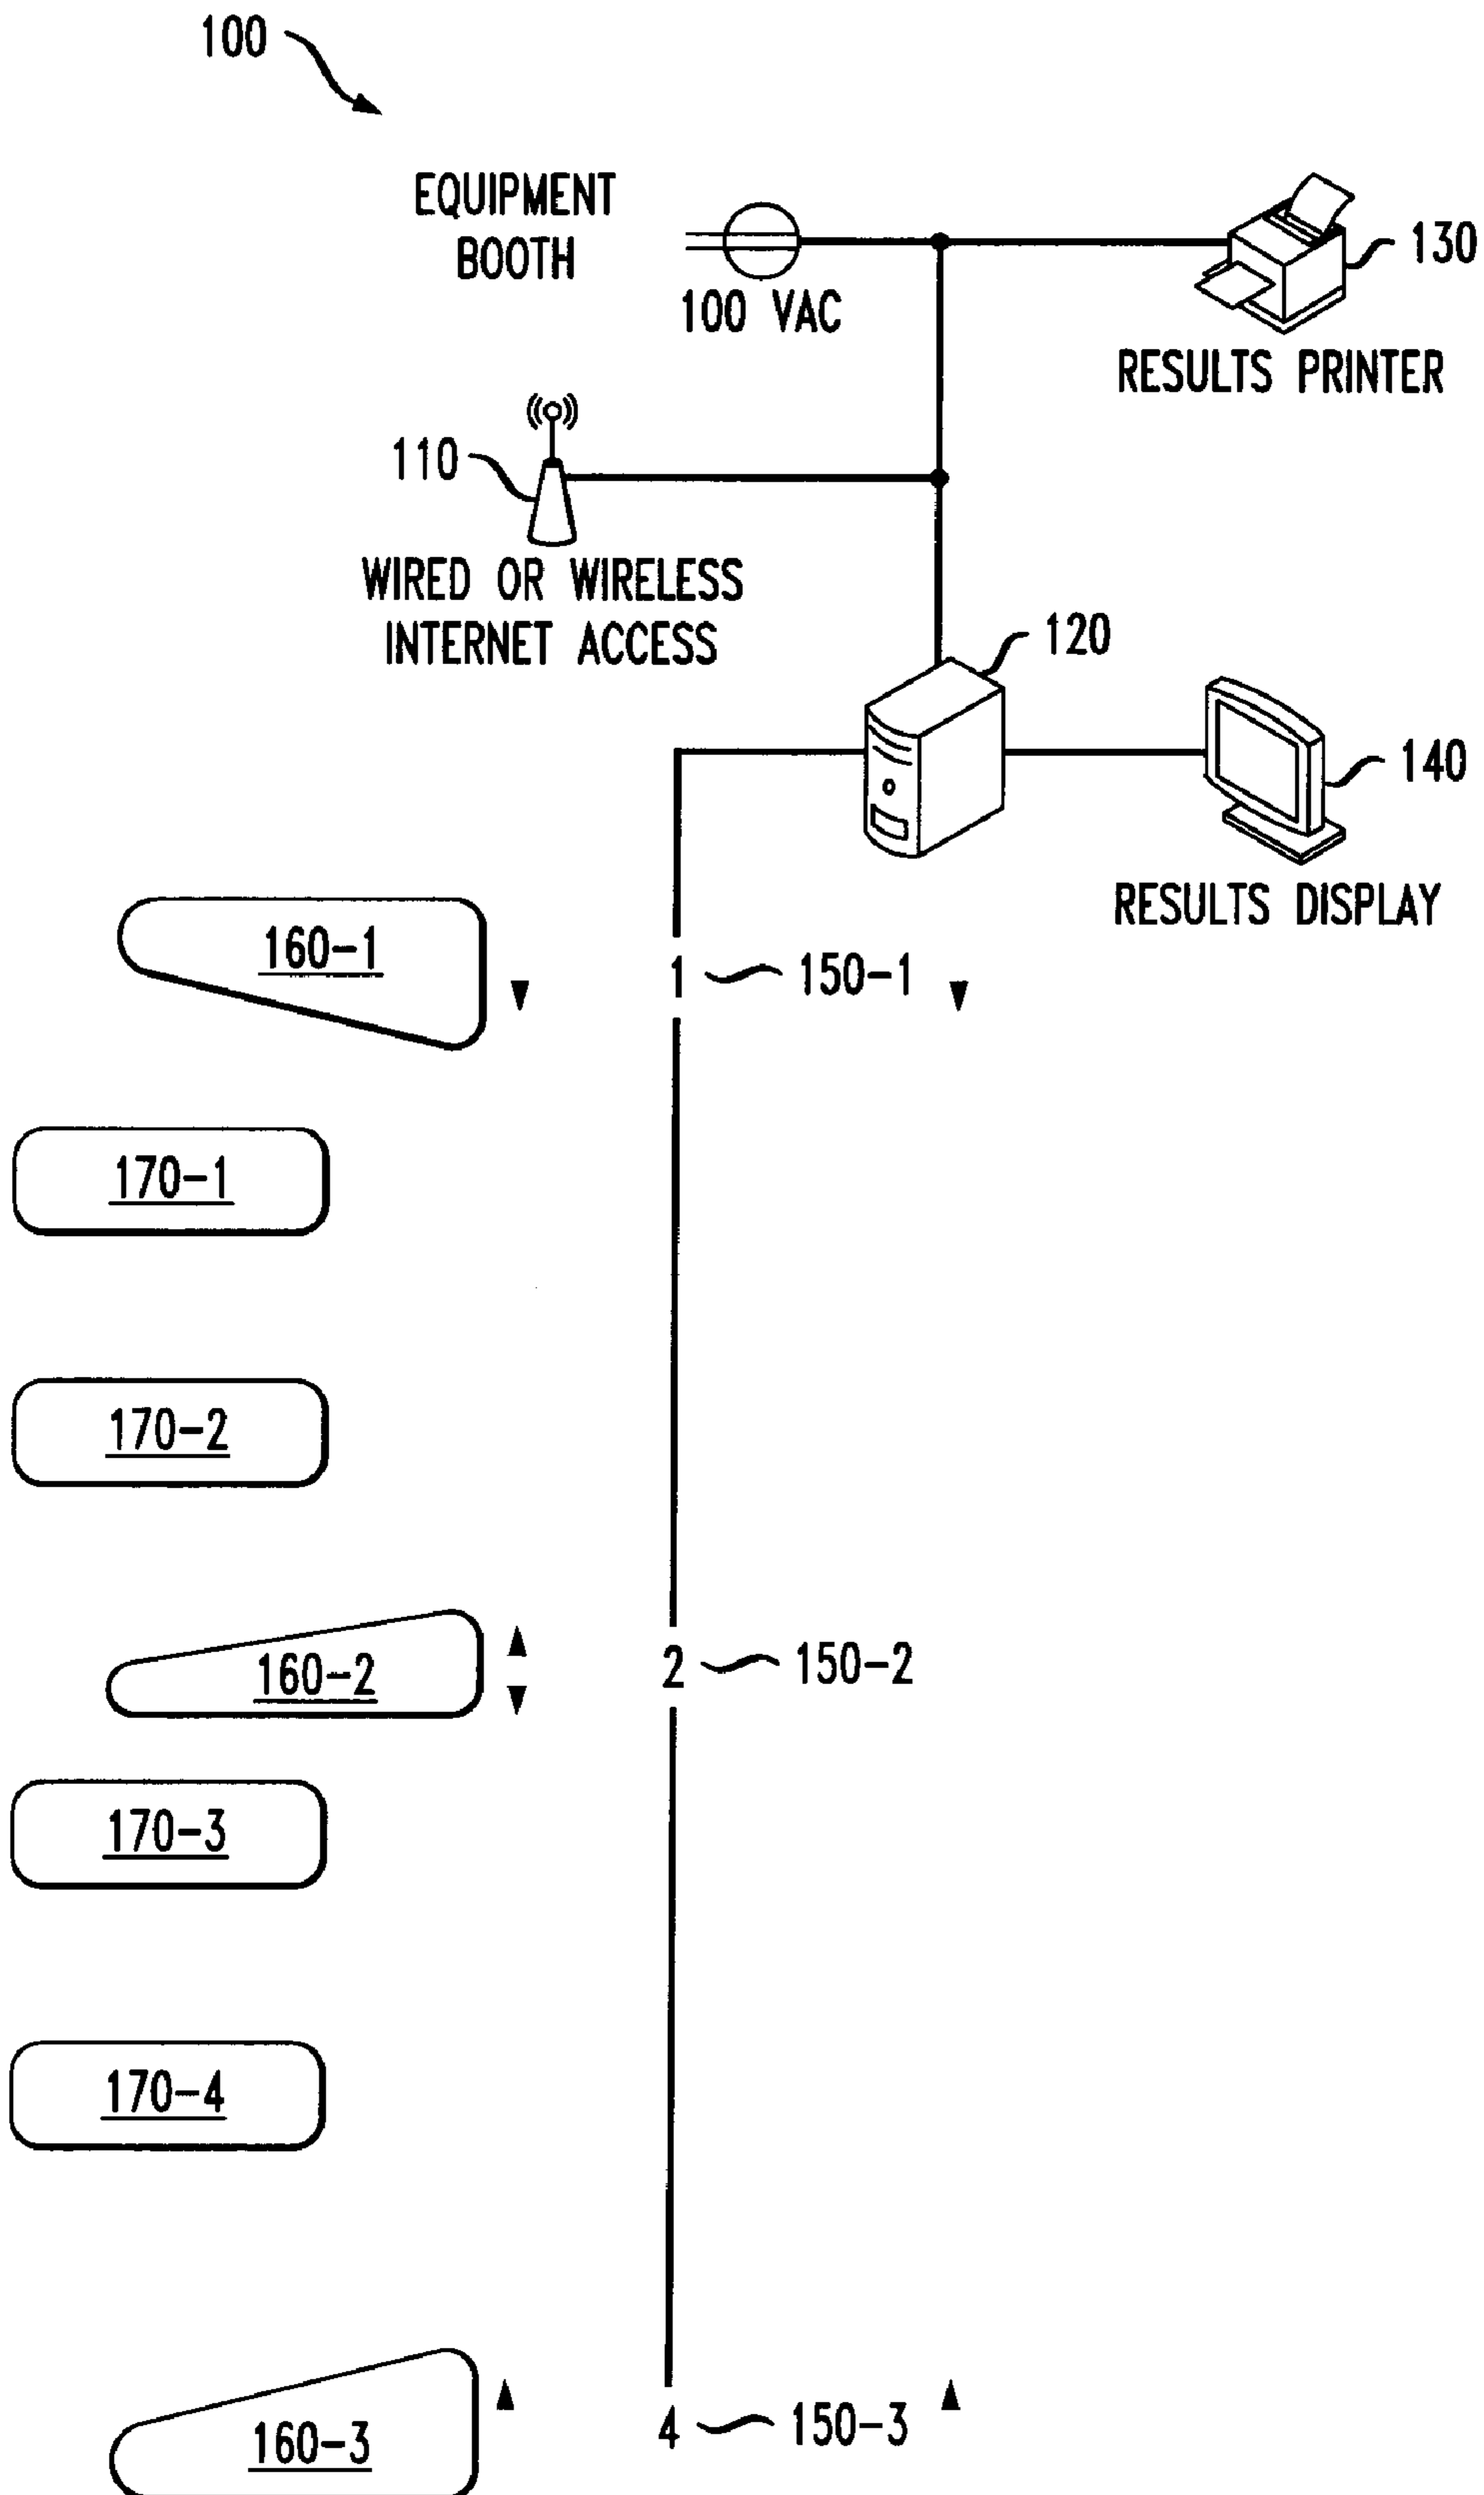 100
EQUIPMENT
BOOTH
100 VAC
130
RESULTS PRINTER
110
WIRED OR WIRELESS
INTERNET ACCESS
120
140
RESULTS DISPLAY
160-1
1
150-1
170-1
170-2
160-2
2
150-2
170-3
170-4
160-3
4
150-3